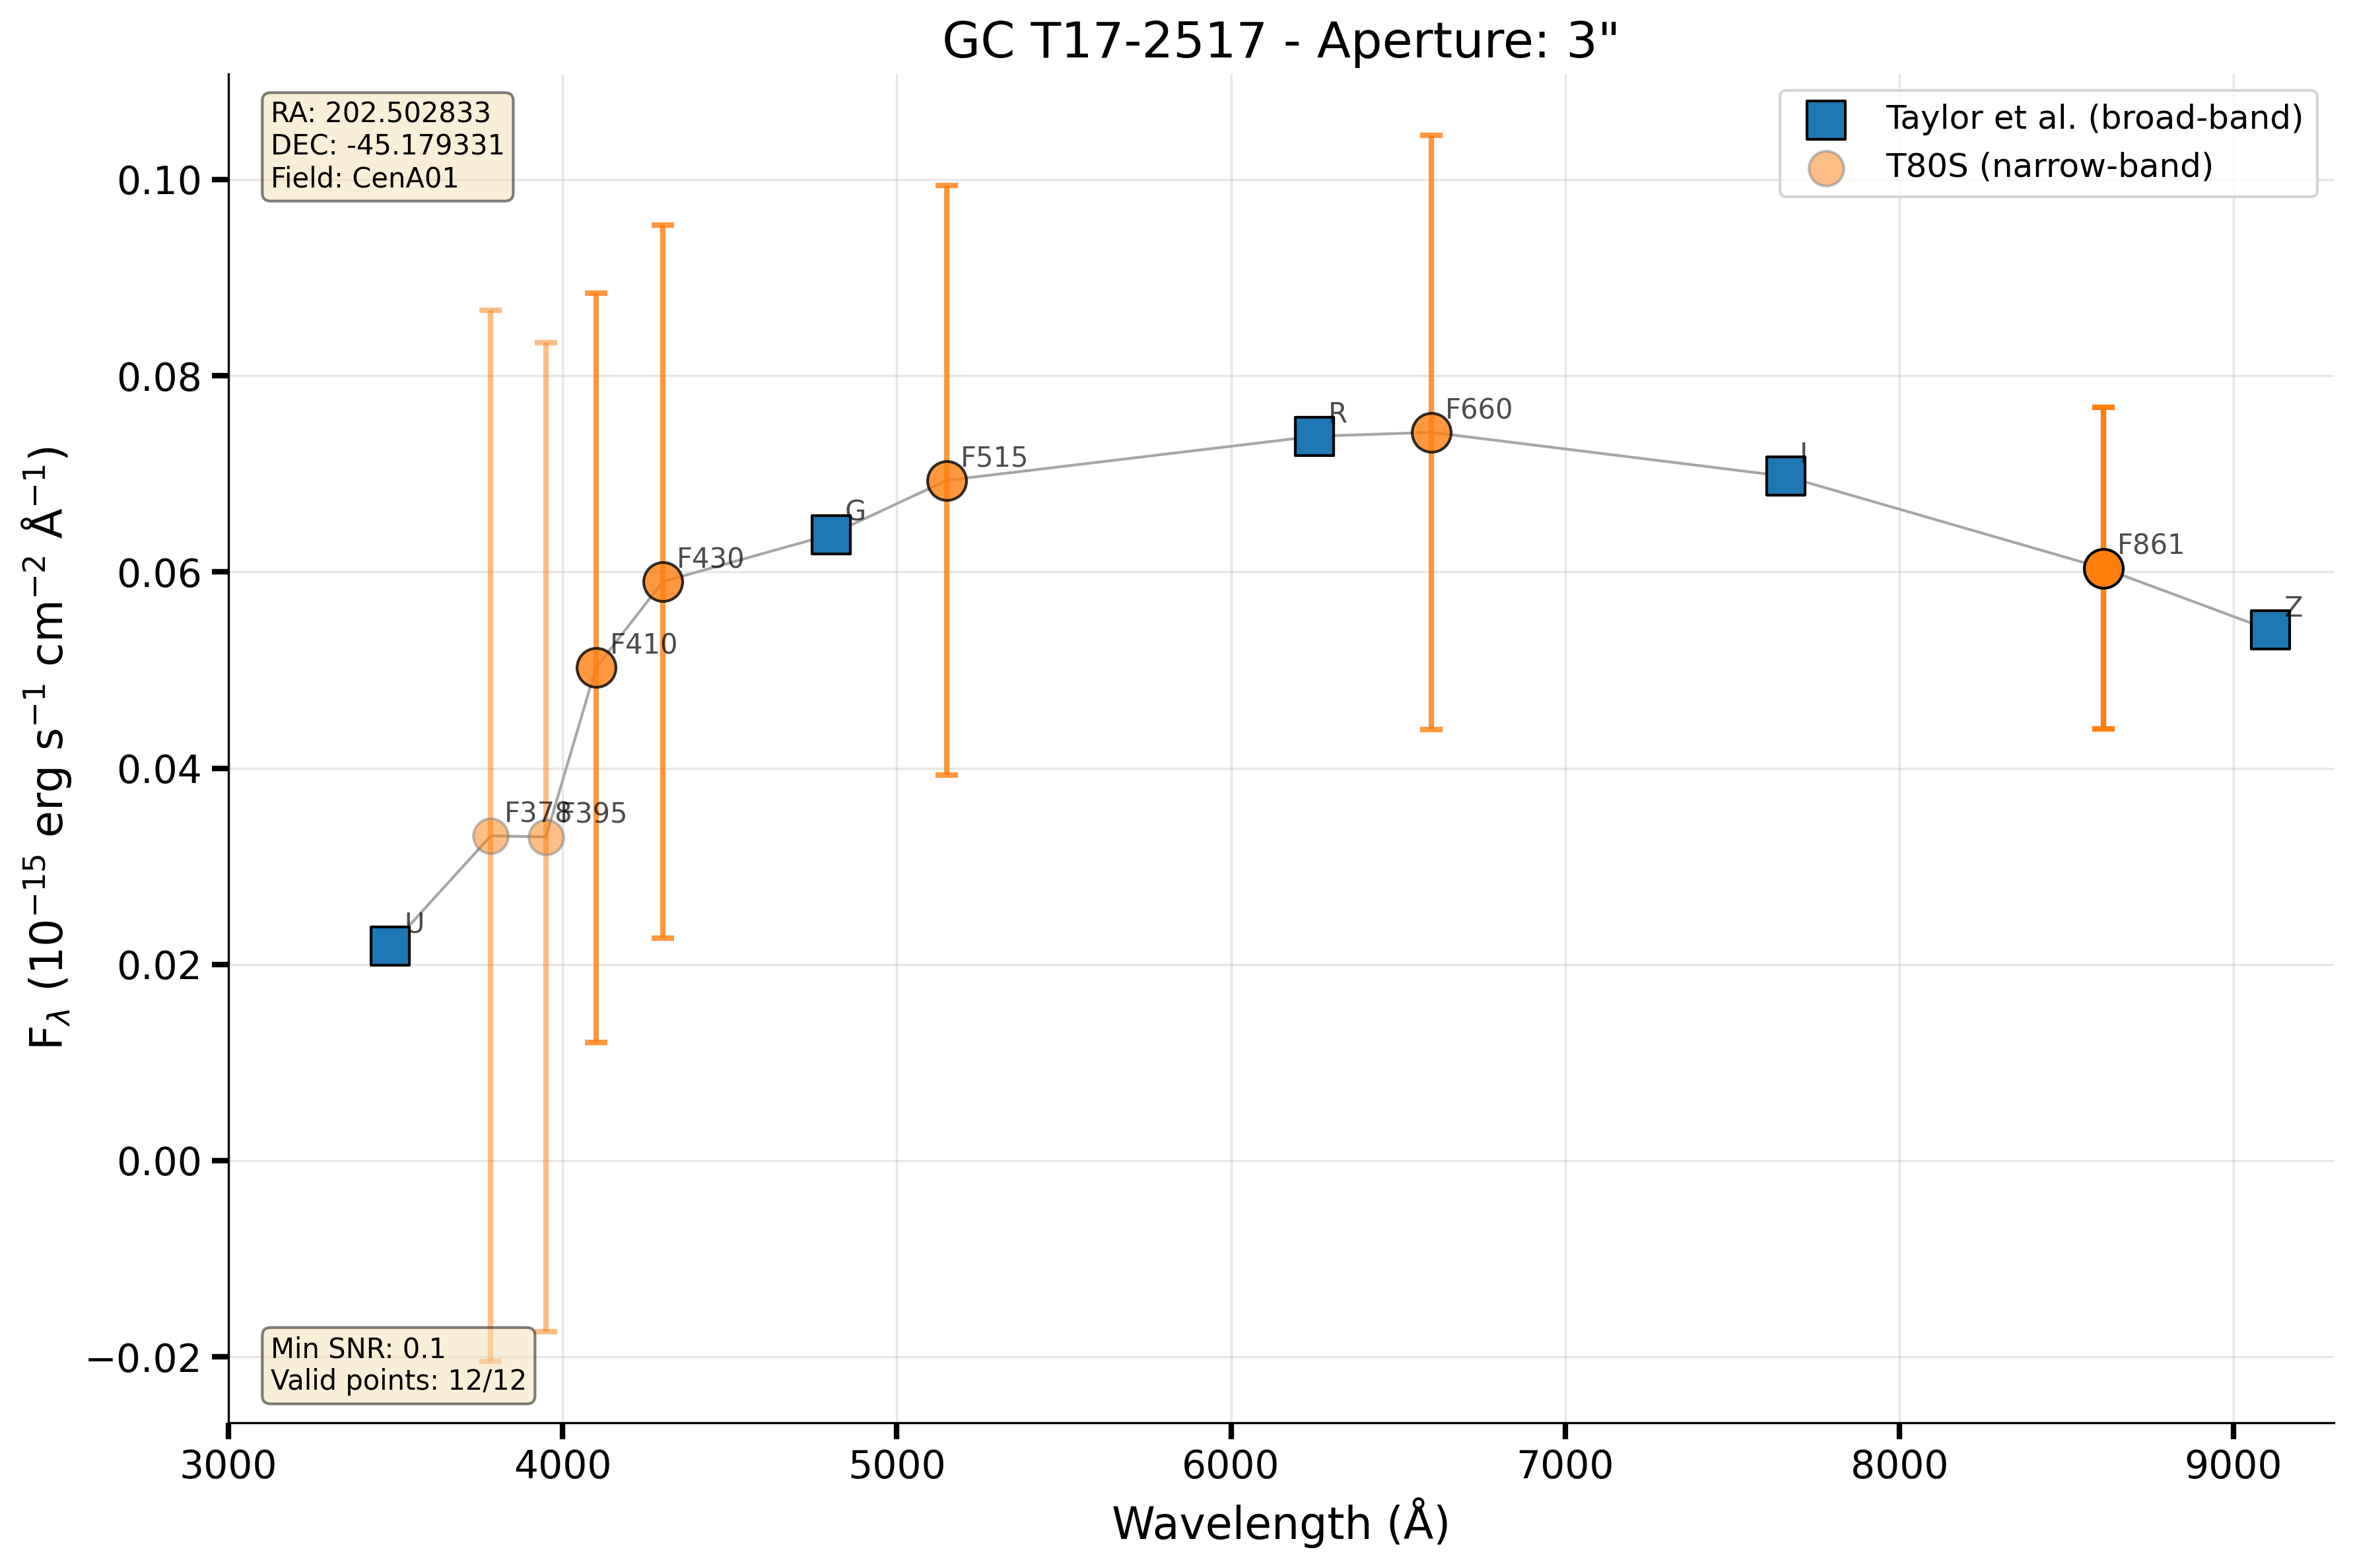 GC T17-2517 - Aperture: 3"
RA: 202.502833
DEC: -45.179331
Field: CenA01
Taylor et al. (broad-band)
T80S (narrow-band)
0.10
0.08
0.06
0.04
0.02
0.00
−0.02
F$_λ$ (10$^{−15}$ erg s$^{−1}$ cm$^{−2}$ Å$^{−1}$)
U
F378
F395
F410
F430
G
F515
R
F660
I
F861
Z
Min SNR: 0.1
Valid points: 12/12
3000 4000 5000 6000 7000 8000 9000
Wavelength (Å)